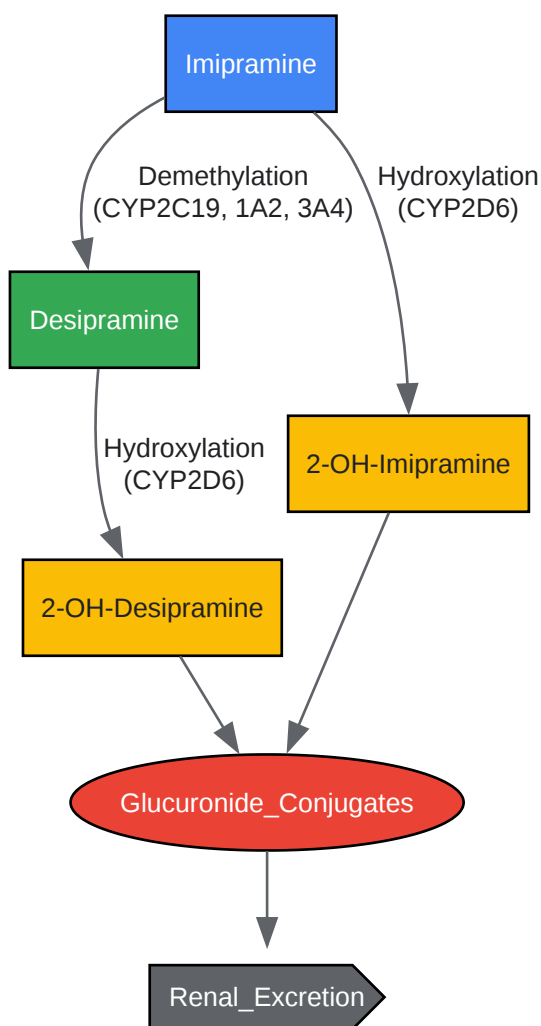 Imipramine
Demethylation
(CYP2C19, 1A2, 3A4)
Hydroxylation
(CYP2D6)
Desipramine
Hydroxylation
(CYP2D6)
2-OH-Imipramine
2-OH-Desipramine
Glucuronide_Conjugates
Renal_Excretion